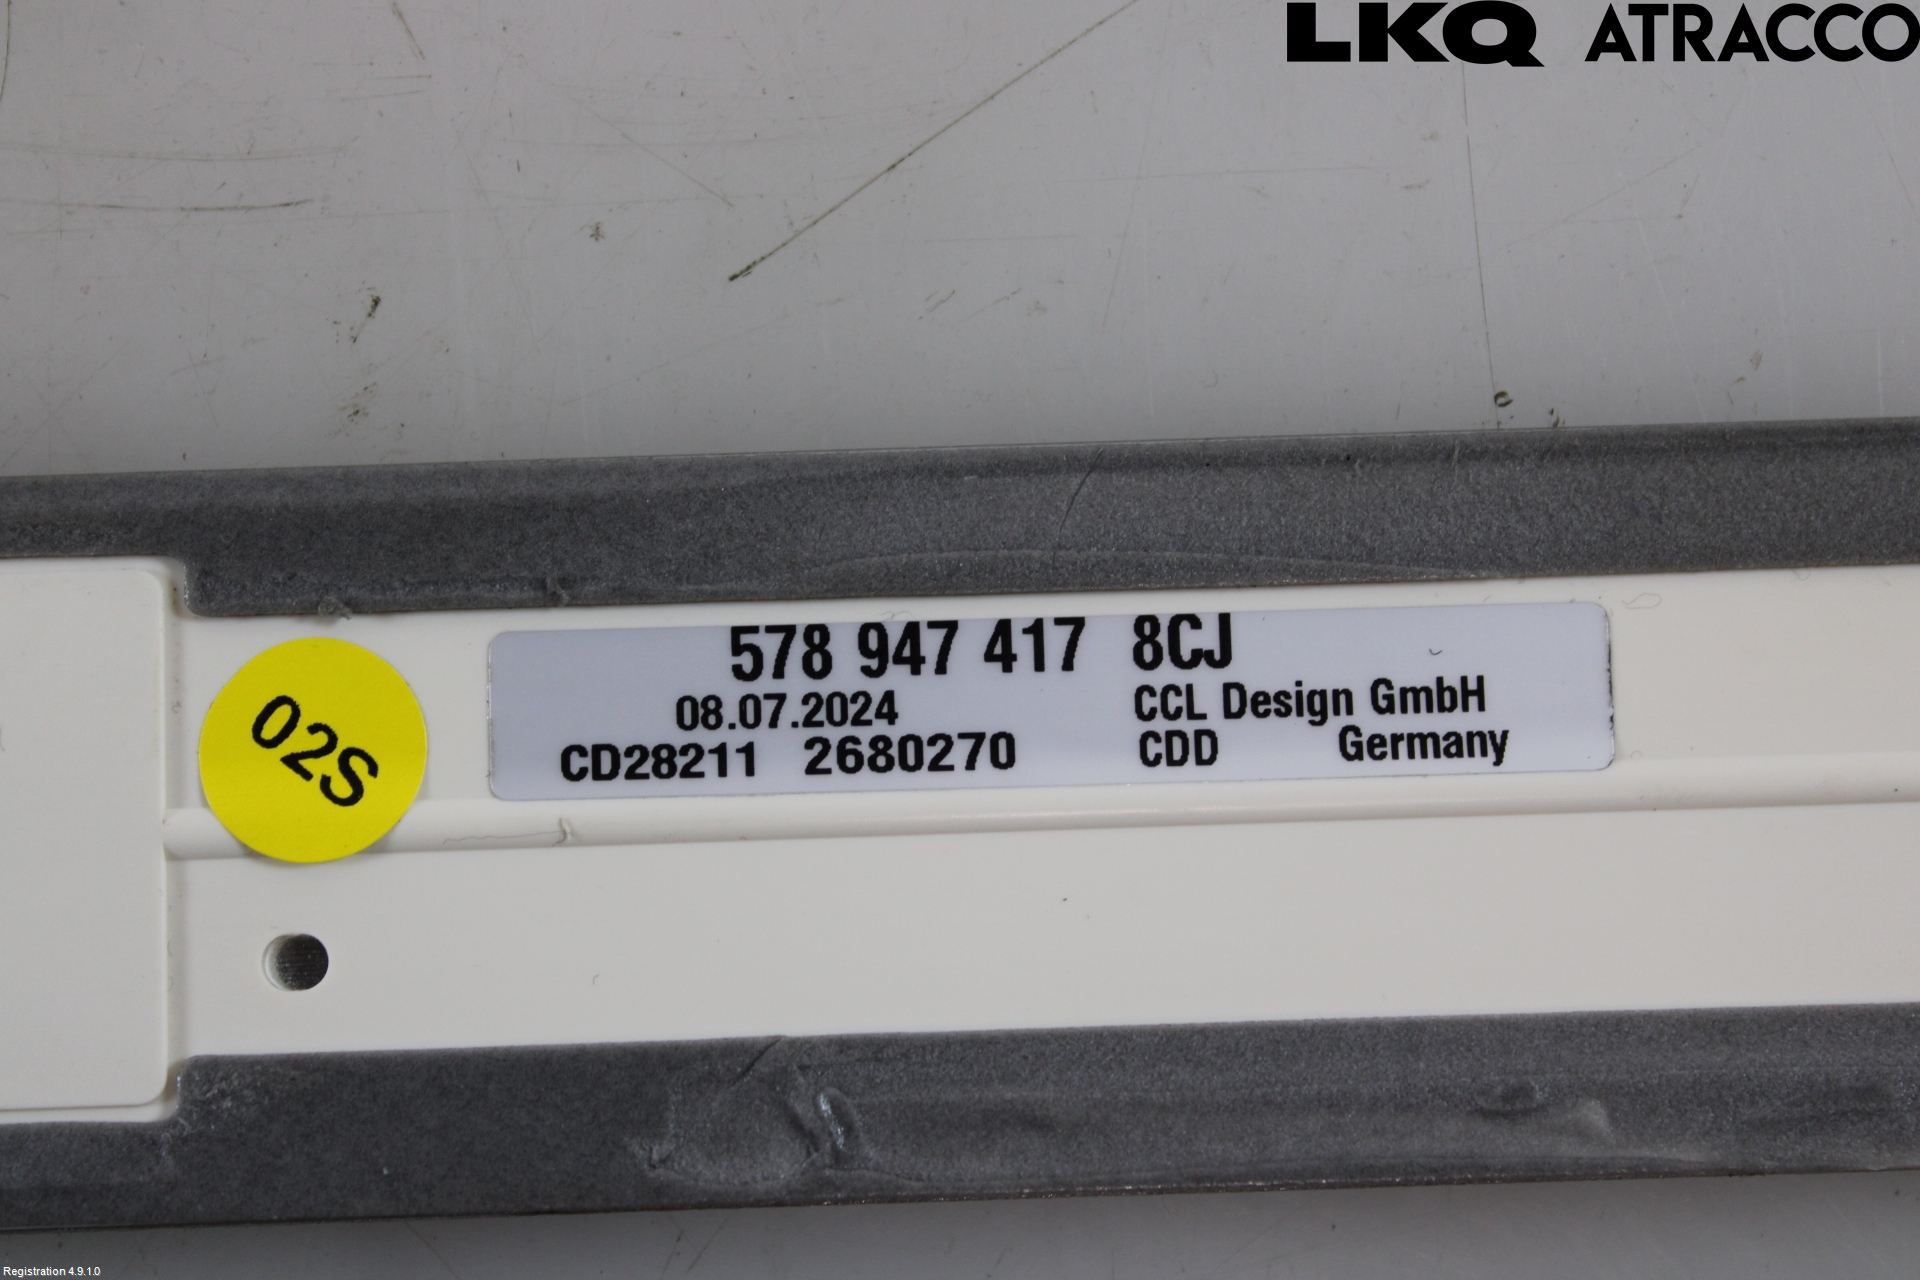 LKQ ATRACCO
578 947 417 8CJ
08.07.2024 CCL Design GmbH
CD28211 2680270 CDD Germany
02S
Registration 4.9.1.0